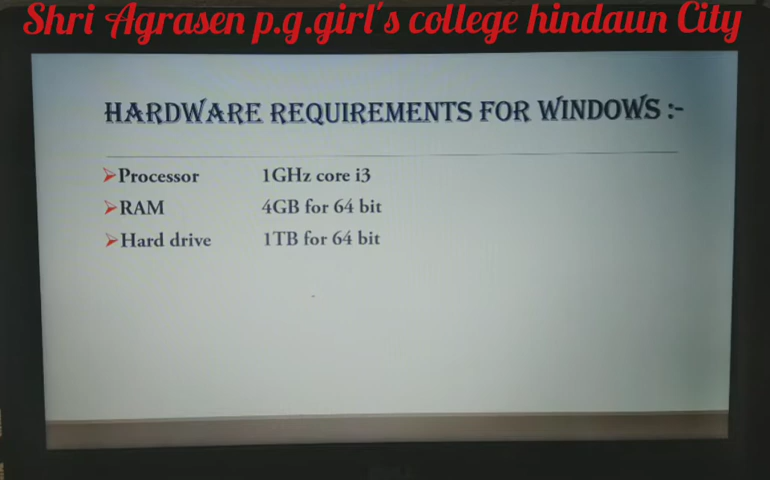 Shri Agrasen p.g.girl's college hindaun City
HARDWARE REQUIREMENTS FOR WINDOWS :-
➢Processor 1GHz core i3
➢RAM 4GB for 64 bit
➢Hard drive 1TB for 64 bit